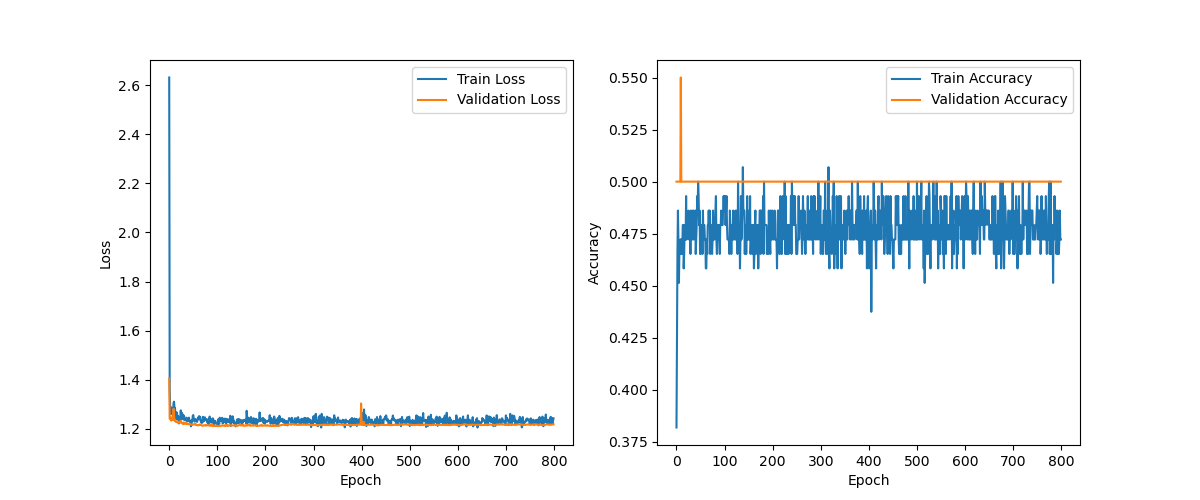 2.6
2.4
2.2
2.0
1.8
1.6
1.4
1.2
Loss
0 100 200 300 400 500 600 700 800
Epoch
Train Loss
Validation Loss
0.550
0.525
0.500
0.475
0.450
0.425
0.400
0.375
Accuracy
0 100 200 300 400 500 600 700 800
Epoch
Train Accuracy
Validation Accuracy